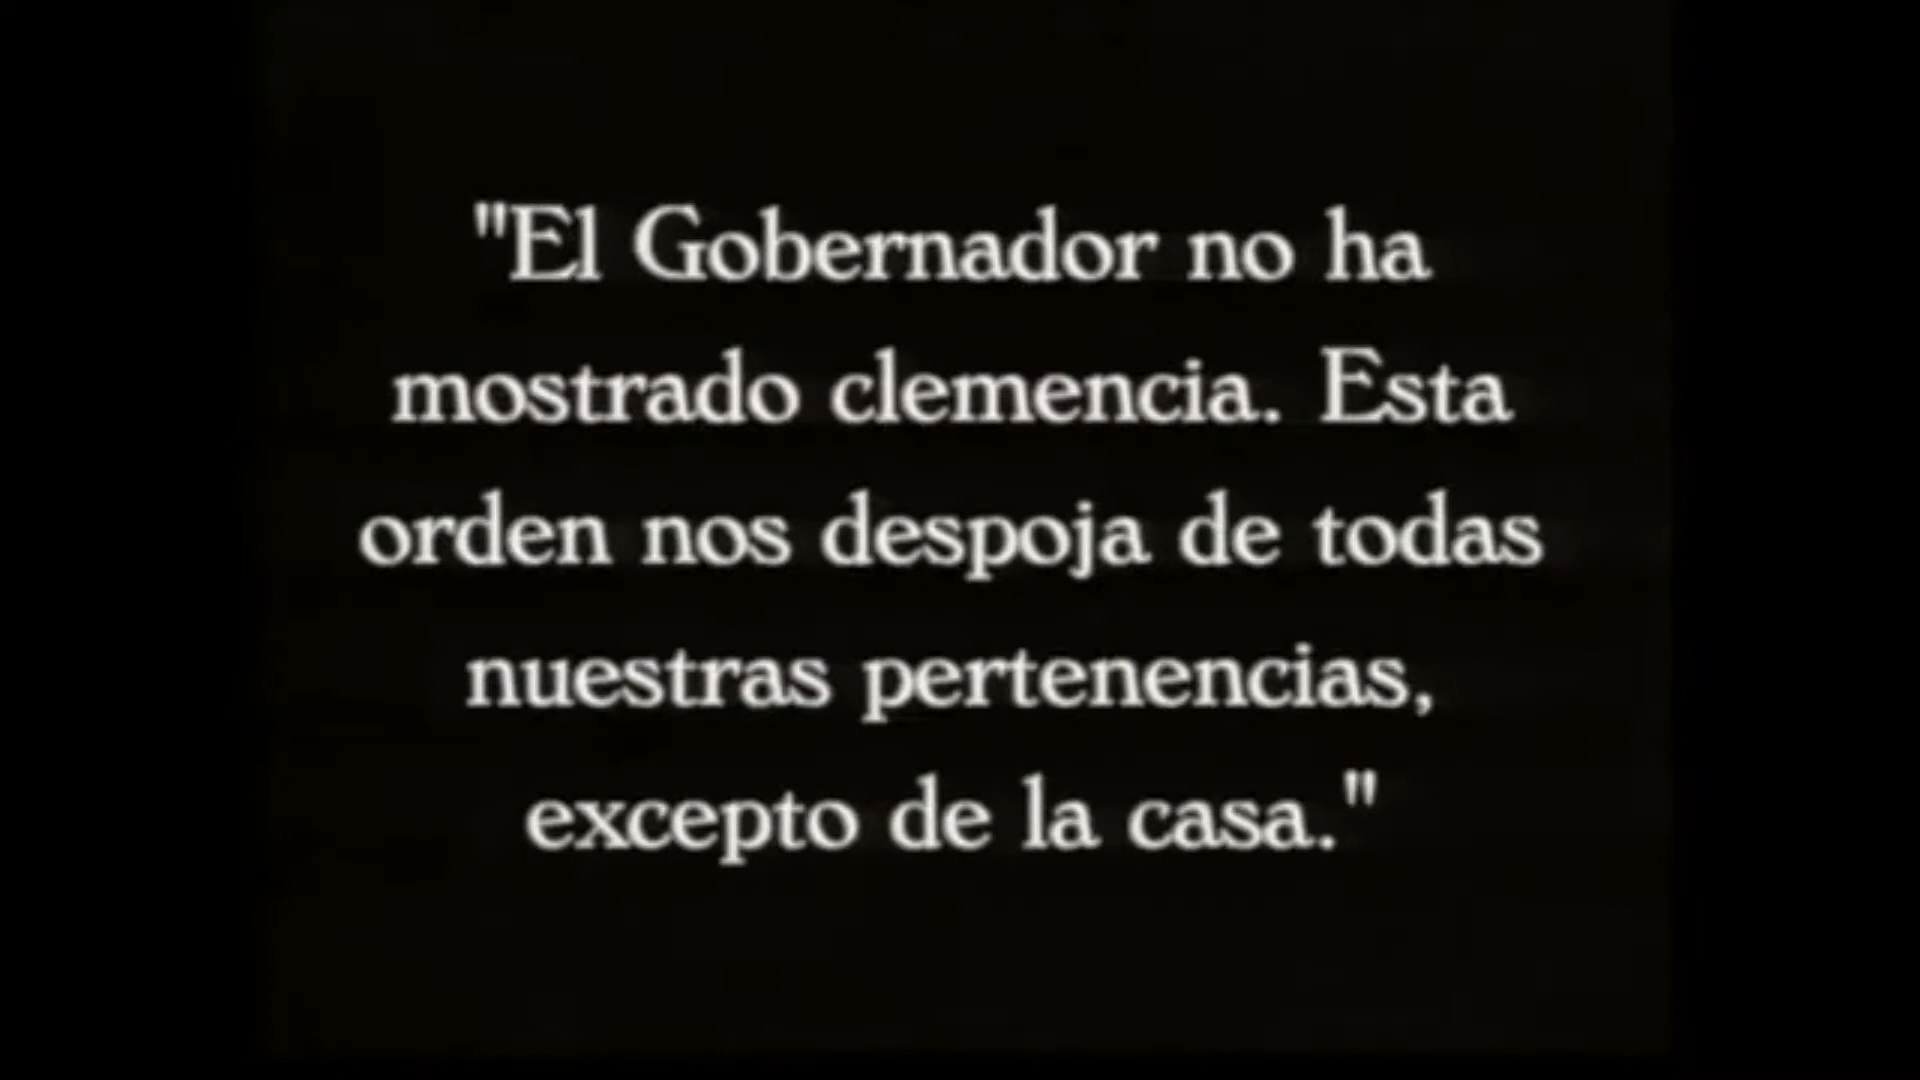 "El Gobernador no ha
mostrado clemencia. Esta
orden nos despoja de todas
nuestras pertenencias,
excepto de la casa."